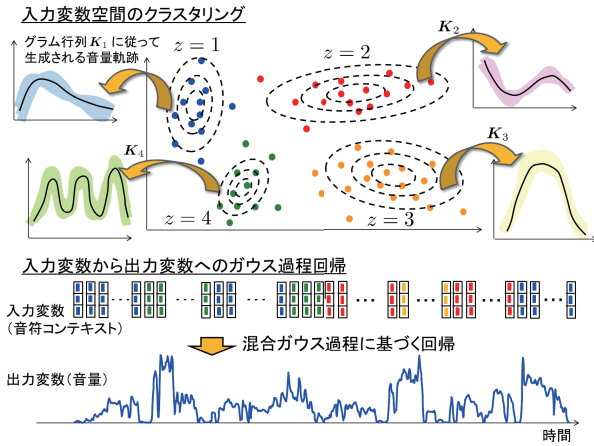 入力変数空間のクラスタリング
グラム行列 K₁ に従って
生成される音量軌跡
z = 1
z = 2
K₂
K₄
K₃
z = 4
z = 3
入力変数から出力変数へのガウス過程回帰
入力変数
(音符コンテキスト)
混合ガウス過程に基づく回帰
出力変数(音量)
時間